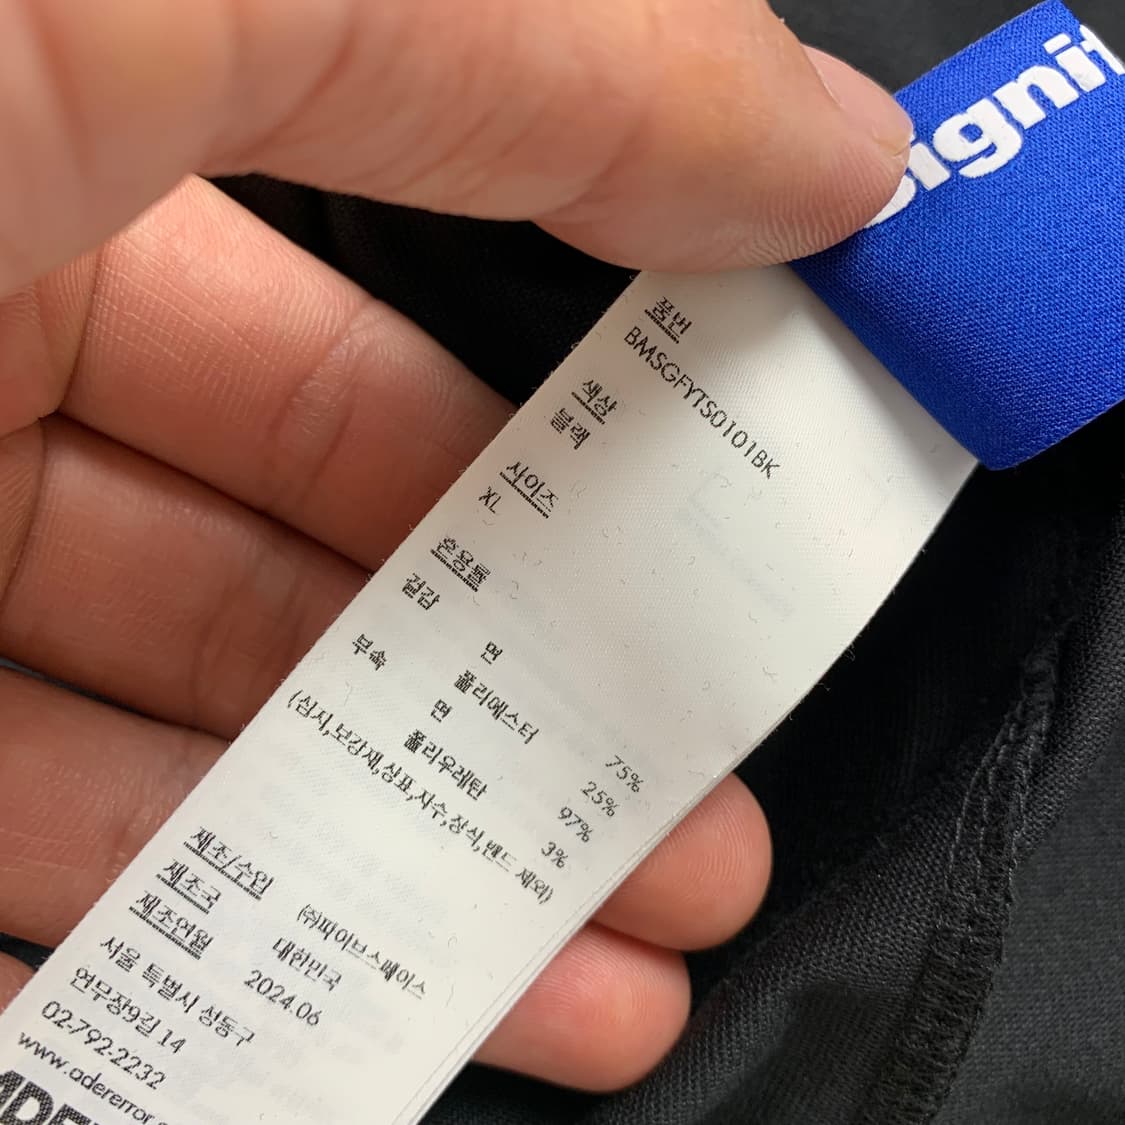 signif
품번
BMSGFYTS0101BK
색상
블랙
사이즈
XL
혼용률
겉감 면 75%
폴리에스터 25%
부속 면 97%
폴리우레탄 3%
(심지,보강재,상표,자수,장식,밴드 제외)
제조/수입 (주)파이브스페이스
제조국 대한민국
제조연월 2024.06
서울 특별시 성동구
연무장9길 14
02-792-2232
www.adererror
ADE